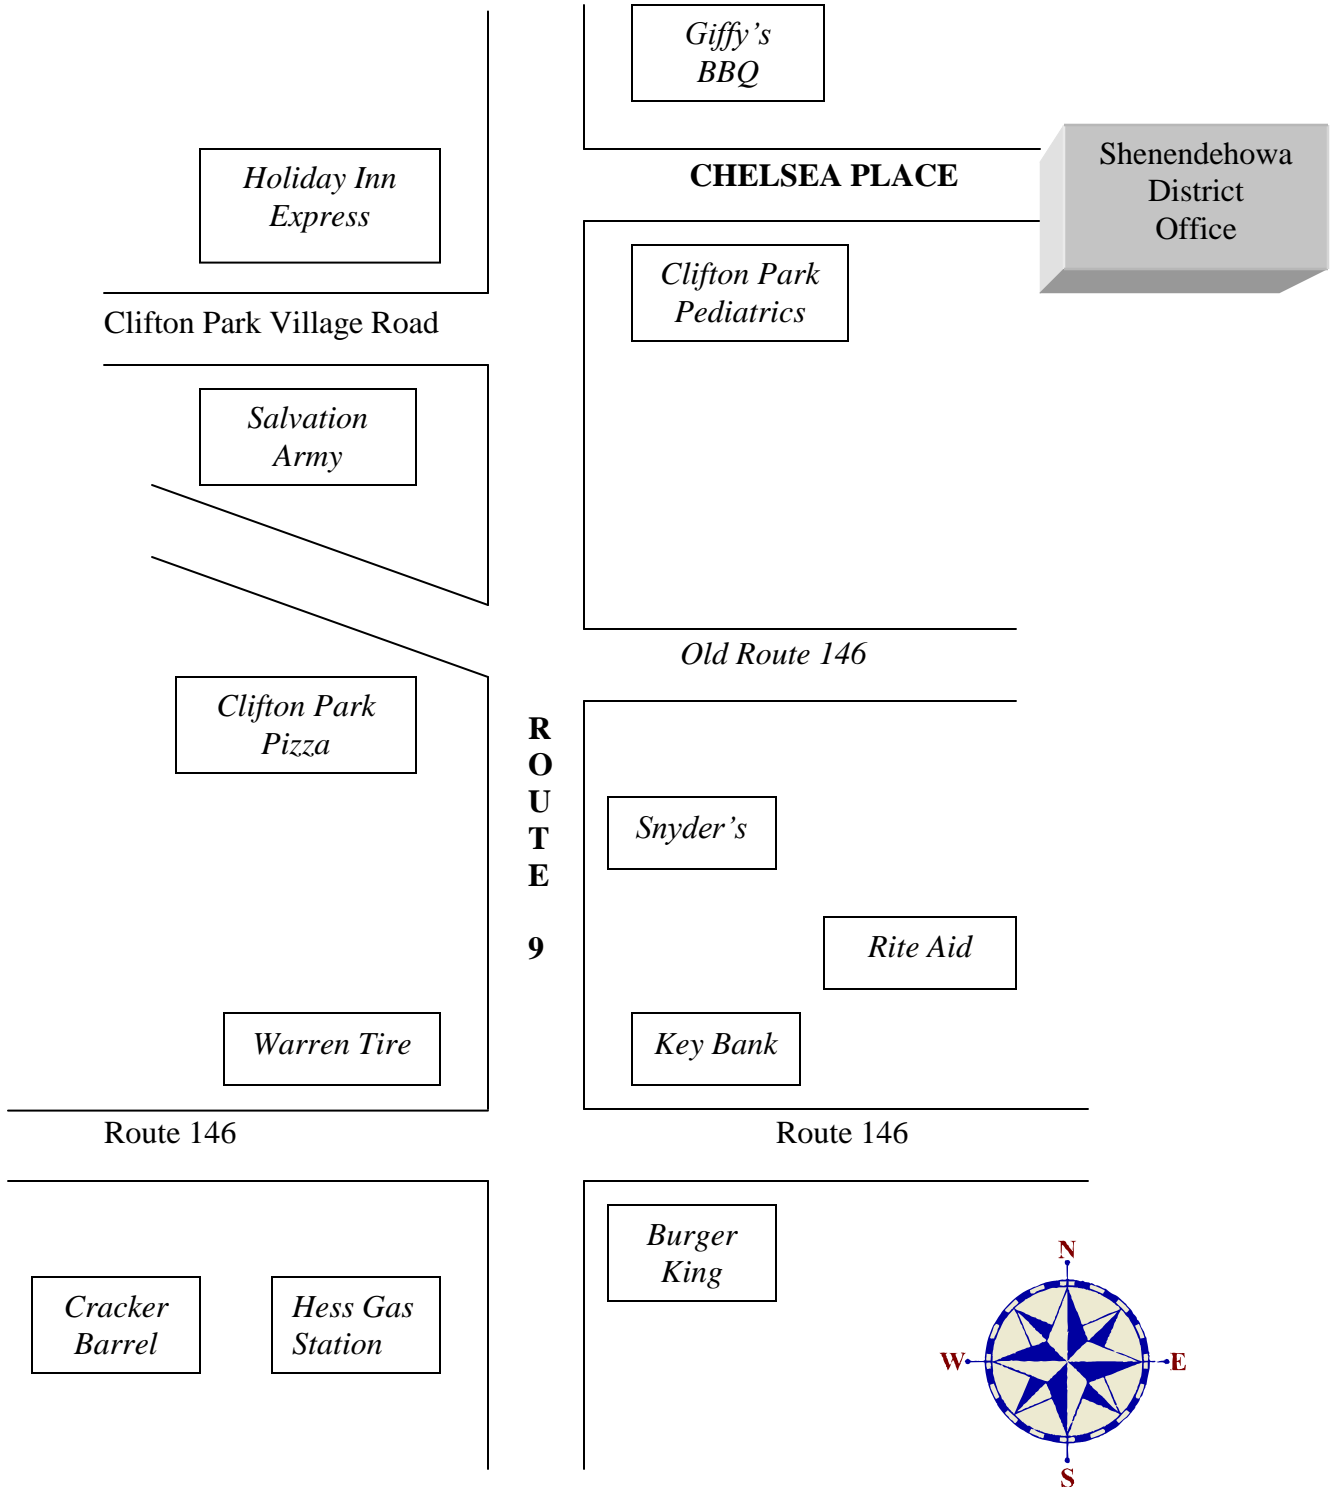 Giffy’s
BBQ
Shenendehowa
District
Office
CHELSEA PLACE
Holiday Inn
Express
Clifton Park
Pediatrics
Clifton Park Village Road
Salvation
Army
Old Route 146
Clifton Park
Pizza
R
O
U
T
E
9
Snyder’s
Rite Aid
Warren Tire
Key Bank
Route 146
Route 146
Burger
King
Cracker
Barrel
Hess Gas
Station
N
W
E
S